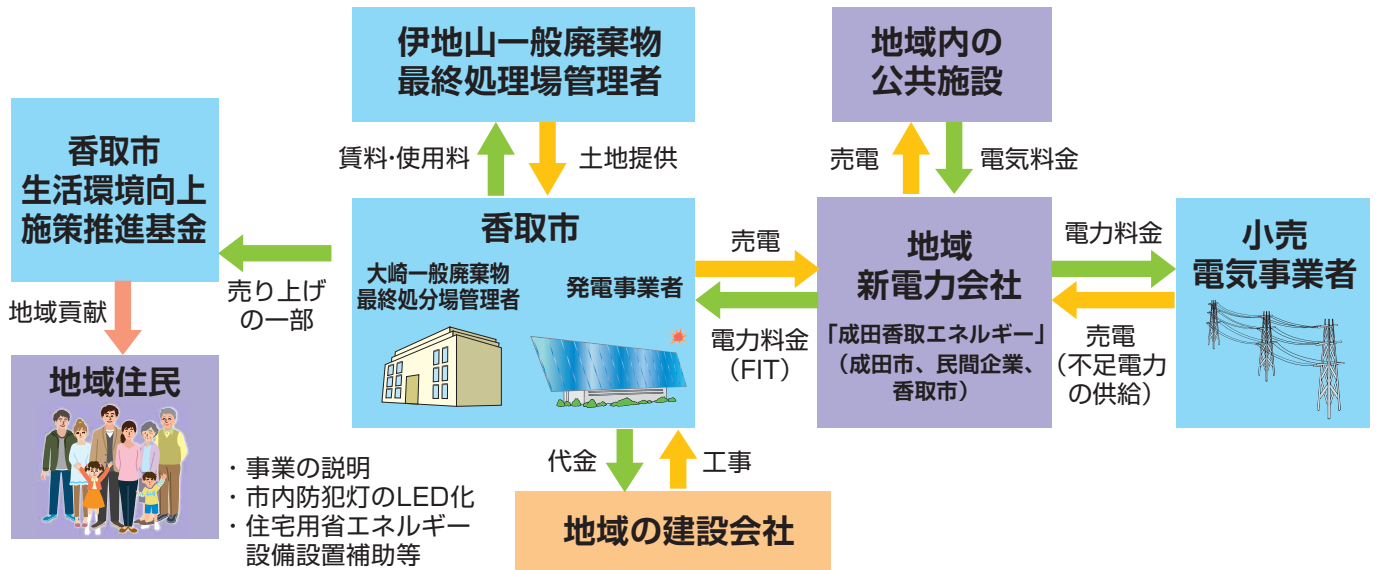 伊地山一般廃棄物
最終処理場管理者
地域内の
公共施設
香取市
生活環境向上
施策推進基金
賃料・使用料
土地提供
売電
電気料金
香取市
大崎一般廃棄物
最終処分場管理者
発電事業者
売り上げ
の一部
地域貢献
売電
電力料金
(FIT)
地域
新電力会社
「成田香取エネルギー」
(成田市、民間企業、
香取市)
電力料金
売電
(不足電力
の供給)
小売
電気事業者
地域住民
・事業の説明
・市内防犯灯のLED化
・住宅用省エネルギー
設備設置補助等
代金
工事
地域の建設会社